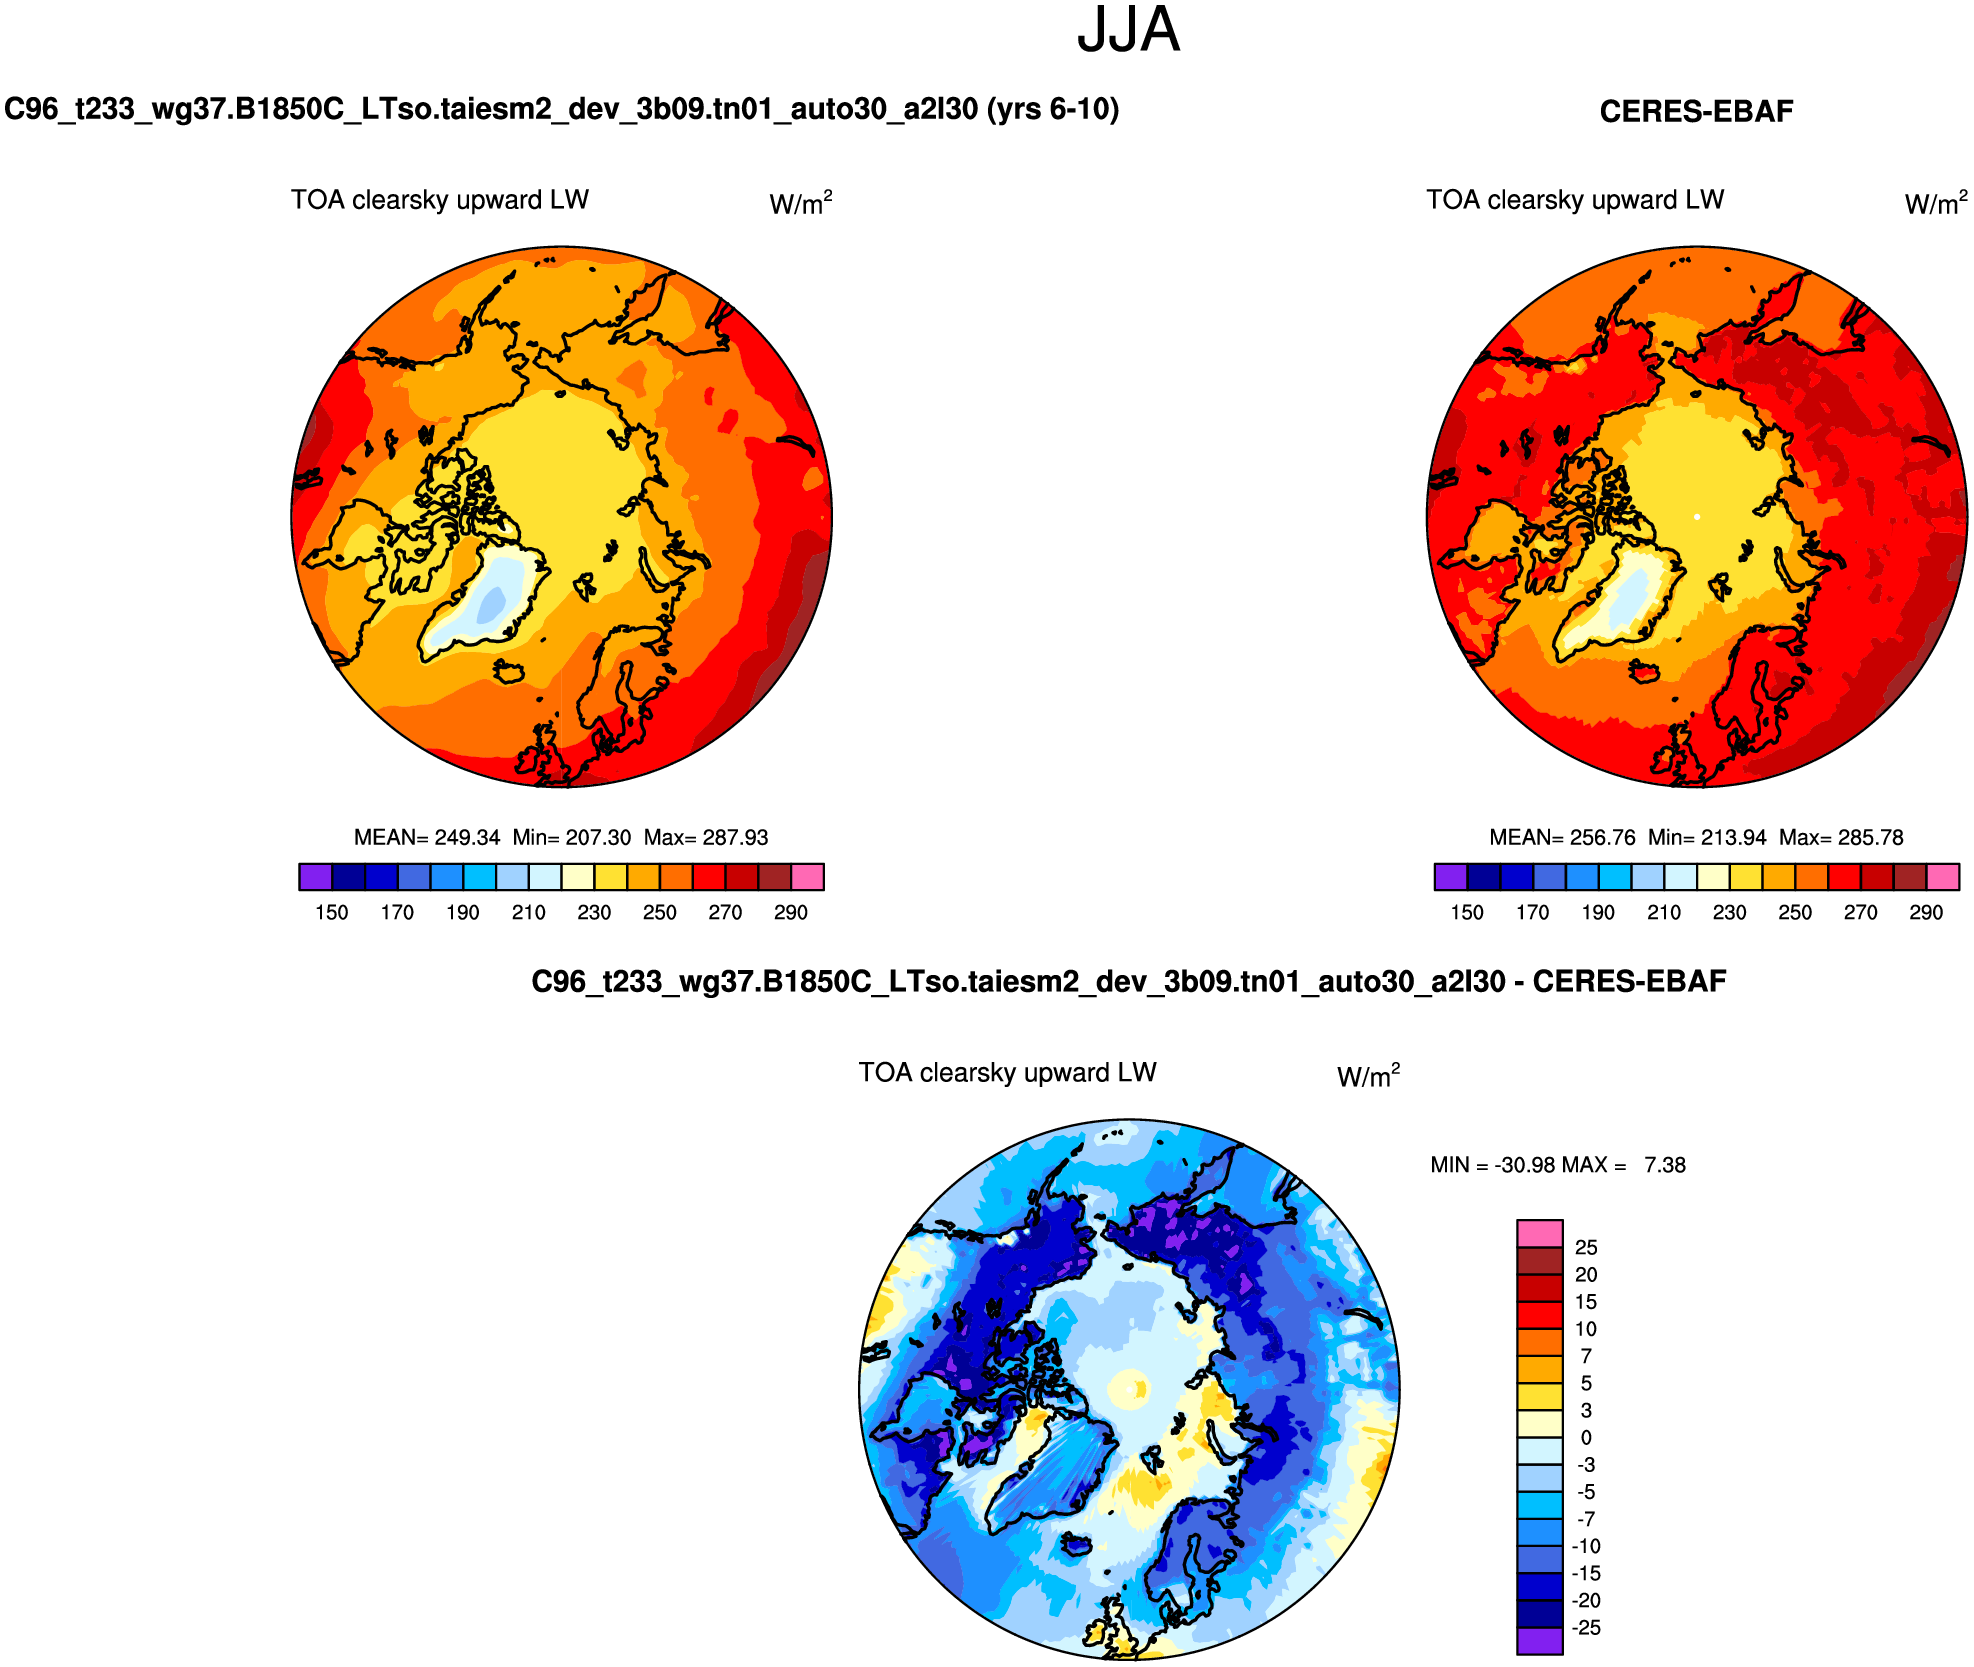 JJA
C96_t233_wg37.B1850C_LTso.taiesm2_dev_3b09.tn01_auto30_a2l30 (yrs 6-10)
CERES-EBAF
TOA clearsky upward LW W/m²
TOA clearsky upward LW W/m²
MEAN= 249.34 Min= 207.30 Max= 287.93
MEAN= 256.76 Min= 213.94 Max= 285.78
150 170 190 210 230 250 270 290
150 170 190 210 230 250 270 290
C96_t233_wg37.B1850C_LTso.taiesm2_dev_3b09.tn01_auto30_a2l30 - CERES-EBAF
TOA clearsky upward LW W/m²
MIN = -30.98 MAX = 7.38
25
20
15
10
7
5
3
0
-3
-5
-7
-10
-15
-20
-25